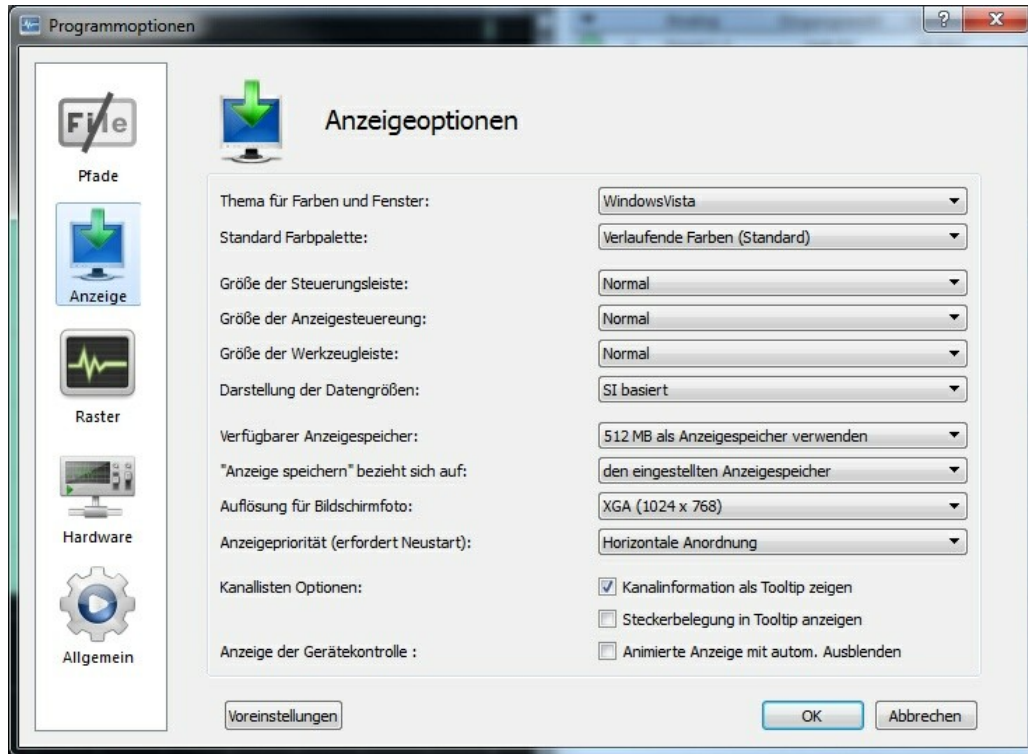 Programmoptionen
File
Pfade
Anzeige
Raster
Hardware
Allgemein
Anzeigeoptionen
Thema für Farben und Fenster: WindowsVista
Standard Farbpalette: Verlaufende Farben (Standard)
Größe der Steuerungsleiste: Normal
Größe der Anzeigesteuereung: Normal
Größe der Werkzeugleiste: Normal
Darstellung der Datengrößen: SI basiert
Verfügbarer Anzeigespeicher: 512 MB als Anzeigespeicher verwenden
"Anzeige speichern" bezieht sich auf: den eingestellten Anzeigespeicher
Auflösung für Bildschirmfoto: XGA (1024 x 768)
Anzeigepriorität (erfordert Neustart): Horizontale Anordnung
Kanallisten Optionen: Kanalinformation als Tooltip zeigen
Steckerbelegung in Tooltip anzeigen
Anzeige der Gerätekontrolle : Animierte Anzeige mit autom. Ausblenden
Voreinstellungen OK Abbrechen